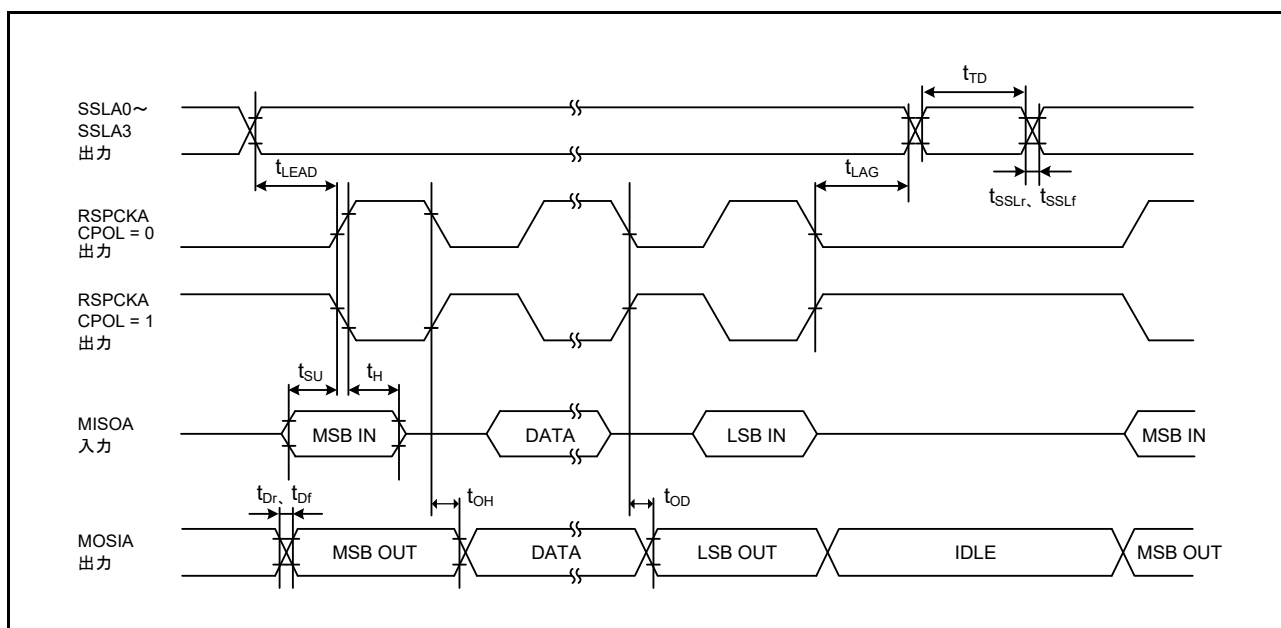 SSLA0～
SSLA3
出力
tTD
tLEAD
tLAG
tSSLr、tSSLf
RSPCKA
CPOL = 0
出力
RSPCKA
CPOL = 1
出力
tSU
tH
MISOA
入力
MSB IN
DATA
LSB IN
MSB IN
tDr、tDf
tOH
tOD
MOSIA
出力
MSB OUT
DATA
LSB OUT
IDLE
MSB OUT